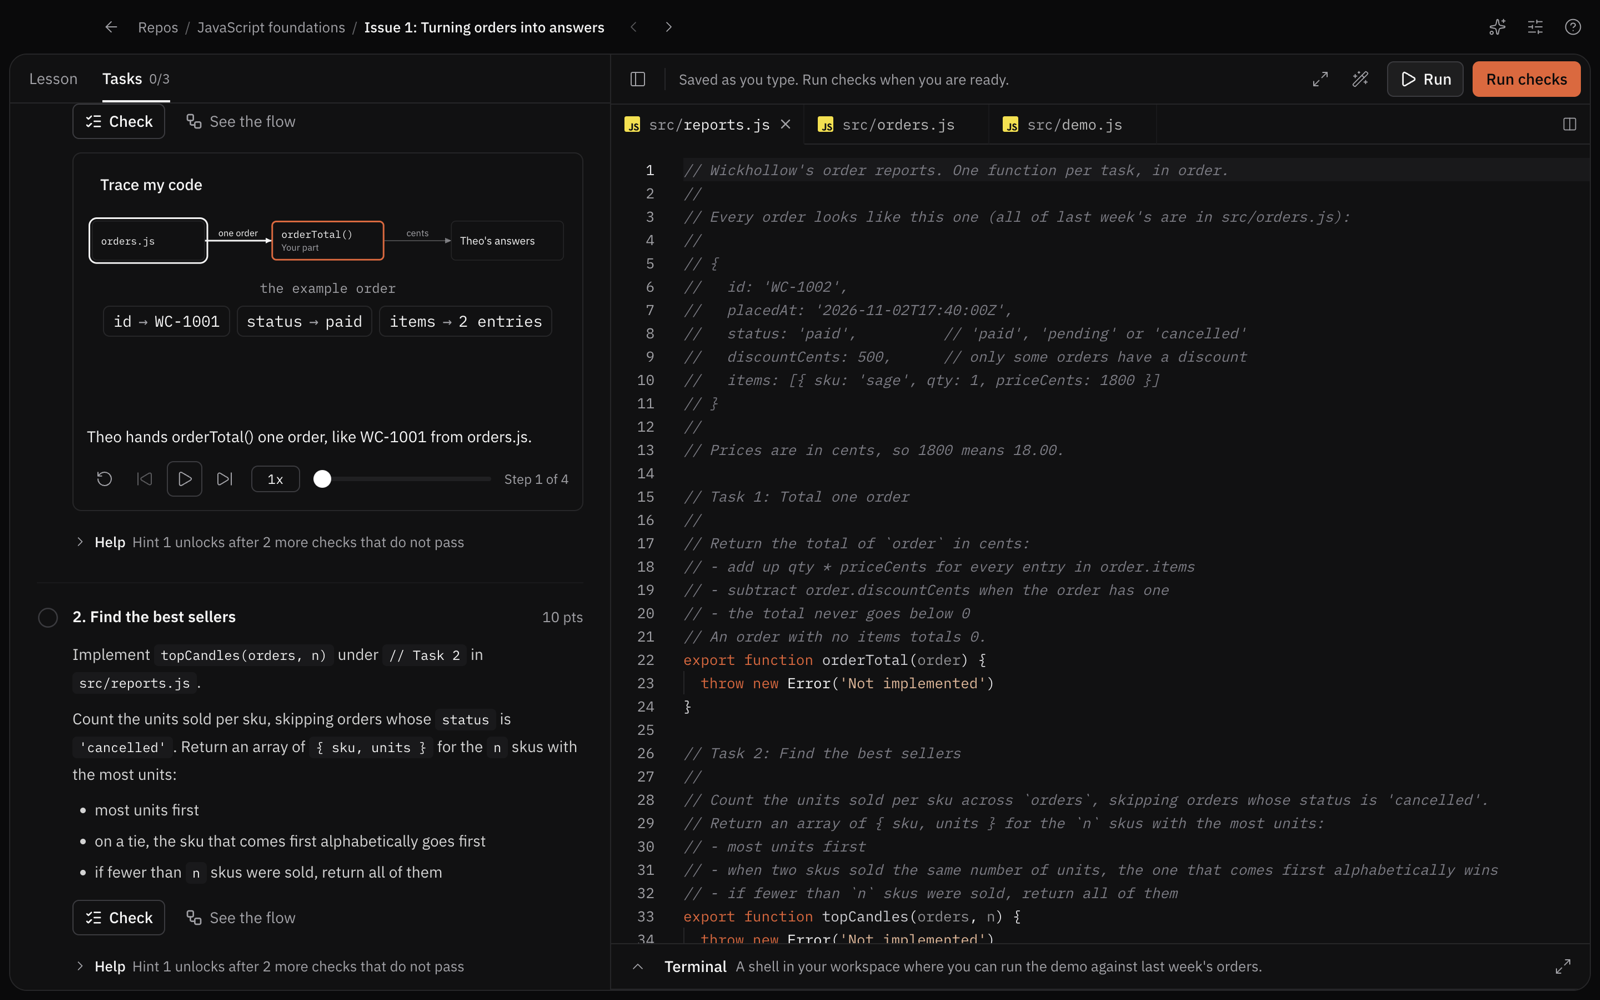 Repos / JavaScript foundations / Issue 1: Turning orders into answers
Lesson Tasks 0/3
Check See the flow
Trace my code
orders.js
one order
orderTotal()
Your part
cents
Theo's answers
the example order
id → WC-1001 status → paid items → 2 entries
Theo hands orderTotal() one order, like WC-1001 from orders.js.
1x Step 1 of 4
Help Hint 1 unlocks after 2 more checks that do not pass
2. Find the best sellers 10 pts
Implement topCandles(orders, n) under // Task 2 in
src/reports.js.
Count the units sold per sku, skipping orders whose status is
'cancelled'. Return an array of { sku, units } for the n skus with
the most units:
• most units first
• on a tie, the sku that comes first alphabetically goes first
• if fewer than n skus were sold, return all of them
Check See the flow
Help Hint 1 unlocks after 2 more checks that do not pass
Saved as you type. Run checks when you are ready.
Run Run checks
JS src/reports.js JS src/orders.js JS src/demo.js
1 // Wickhollow's order reports. One function per task, in order.
2 //
3 // Every order looks like this one (all of last week's are in src/orders.js):
4 //
5 // {
6 //   id: 'WC-1002',
7 //   placedAt: '2026-11-02T17:40:00Z',
8 //   status: 'paid',          // 'paid', 'pending' or 'cancelled'
9 //   discountCents: 500,      // only some orders have a discount
10 //   items: [{ sku: 'sage', qty: 1, priceCents: 1800 }]
11 // }
12 //
13 // Prices are in cents, so 1800 means 18.00.
14
15 // Task 1: Total one order
16 //
17 // Return the total of `order` in cents:
18 // - add up qty * priceCents for every entry in order.items
19 // - subtract order.discountCents when the order has one
20 // - the total never goes below 0
21 // An order with no items totals 0.
22 export function orderTotal(order) {
23   throw new Error('Not implemented')
24 }
25
26 // Task 2: Find the best sellers
27 //
28 // Count the units sold per sku across `orders`, skipping orders whose status is 'cancelled'.
29 // Return an array of { sku, units } for the `n` skus with the most units:
30 // - most units first
31 // - when two skus sold the same number of units, the one that comes first alphabetically wins
32 // - if fewer than `n` skus were sold, return all of them
33 export function topCandles(orders, n) {
34   throw new Error('Not implemented')
Terminal A shell in your workspace where you can run the demo against last week's orders.